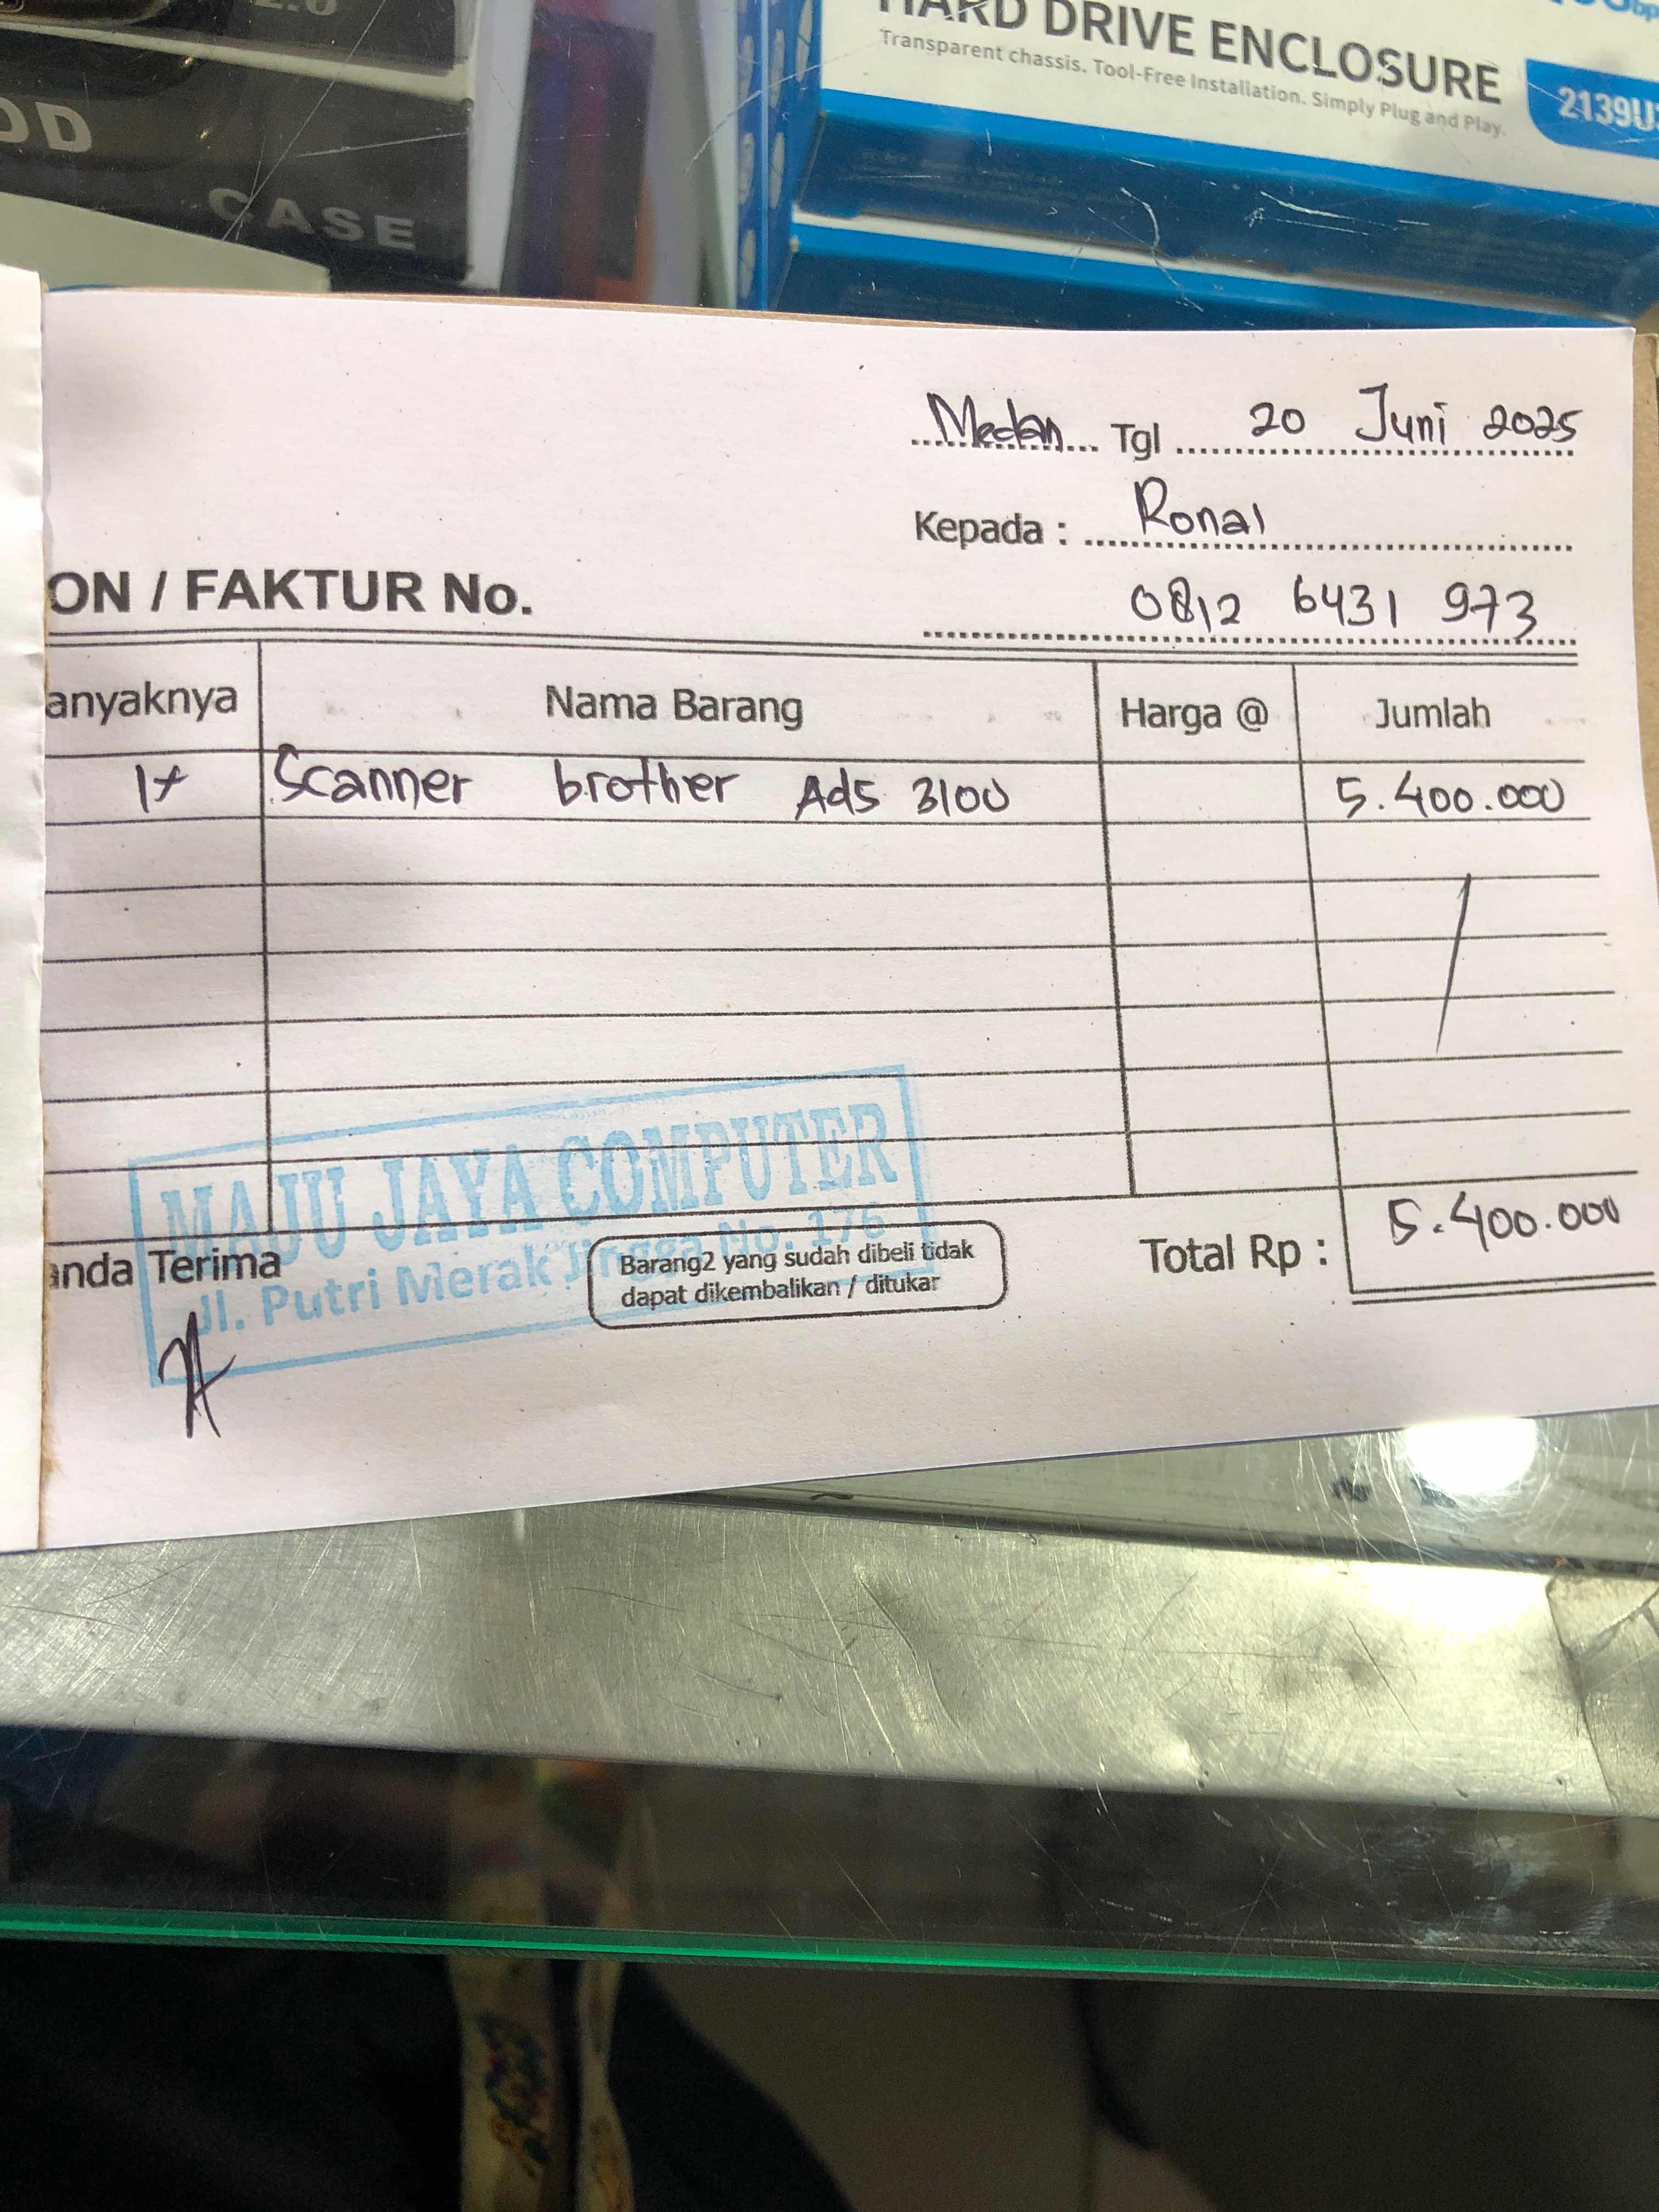 OD
CASE
HARD DRIVE ENCLOSURE
Transparent chassis. Tool-Free Installation. Simply Plug and Play.
2139U3
Medan Tgl 20 Juni 2025
Kepada : Ronal
0812 6431 973
ON / FAKTUR No.
anyaknya Nama Barang Harga @ Jumlah
1x Scanner brother Ads 3100 5.400.000
MAJU JAYA COMPUTER
Jl. Putri Merak Jingga No. 176
anda Terima
Barang2 yang sudah dibeli tidak
dapat dikembalikan / ditukar
Total Rp : 5.400.000